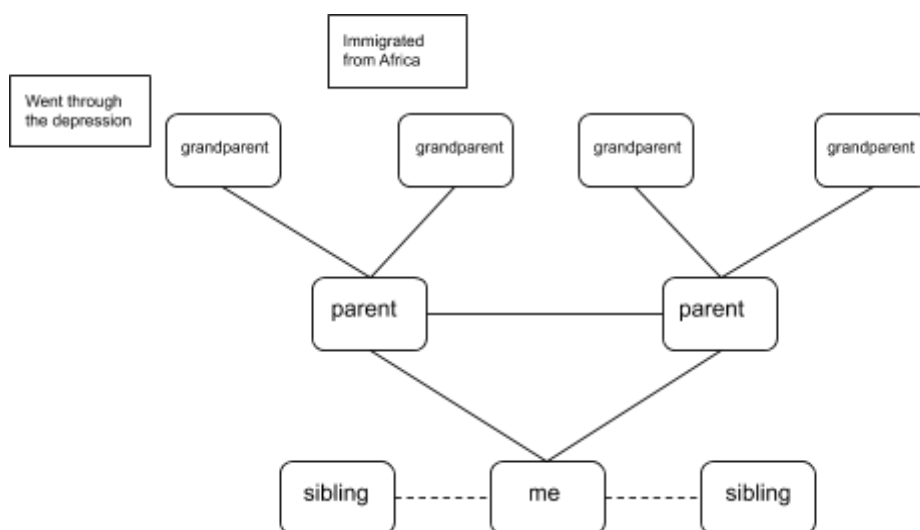 Immigrated
from Africa
Went through
the depression
grandparent
grandparent
grandparent
grandparent
parent
parent
sibling
me
sibling